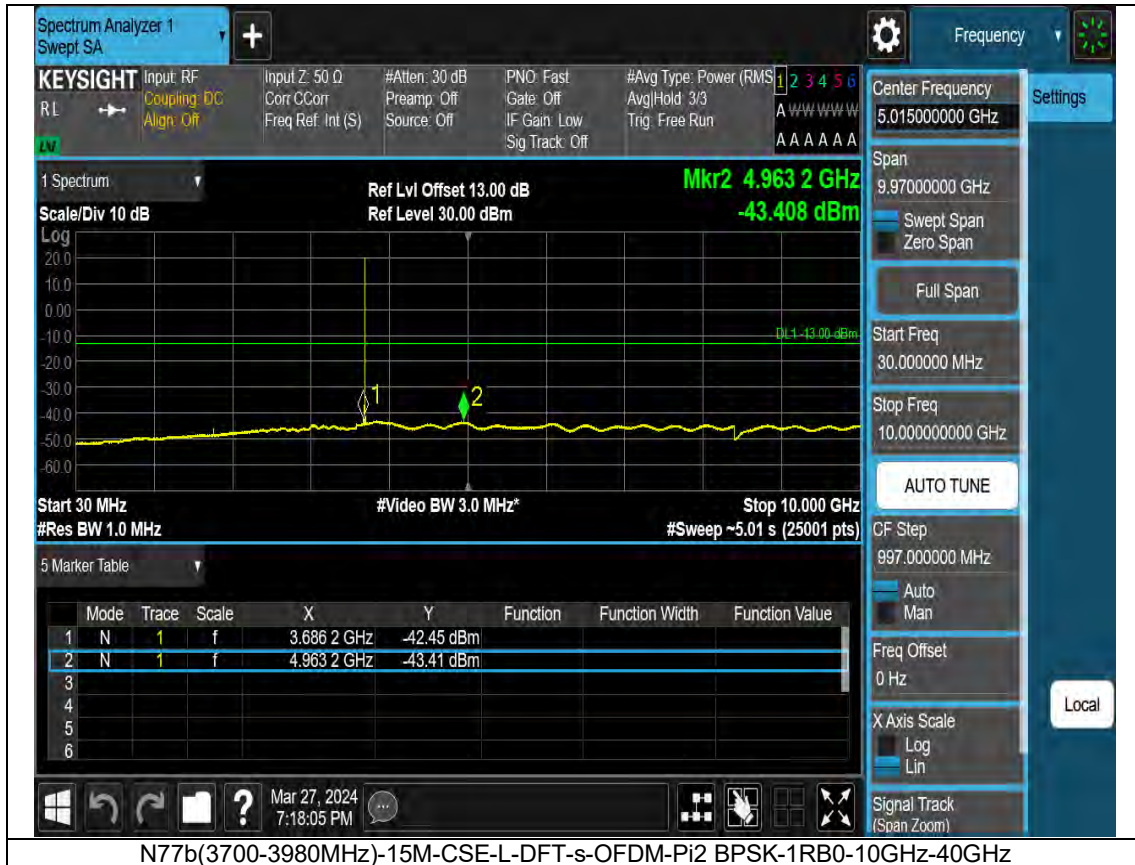 Spectrum Analyzer 1
Swept SA
+
Frequency
KEYSIGHT
RL
LXI
Input: RF
Coupling: DC
Align: Off
Input Z: 50 Ω
Corr CCorr
Freq Ref: Int (S)
#Atten: 30 dB
Preamp: Off
Source: Off
PNO: Fast
Gate: Off
IF Gain: Low
Sig Track: Off
#Avg Type: Power (RMS
Avg|Hold: 3/3
Trig: Free Run
1 2 3 4 5 6
A W W W W W
A A A A A A
1 Spectrum
Scale/Div 10 dB
Ref Lvl Offset 13.00 dB
Ref Level 30.00 dBm
Mkr2 4.963 2 GHz
-43.408 dBm
Log
20.0
10.0
0.00
-10.0
-20.0
-30.0
-40.0
-50.0
-60.0
DL1 -13.00 dBm
1
2
Start 30 MHz
#Res BW 1.0 MHz
#Video BW 3.0 MHz*
Stop 10.000 GHz
#Sweep ~5.01 s (25001 pts)
5 Marker Table
Mode Trace Scale X Y Function Function Width Function Value
1 N 1 f 3.686 2 GHz -42.45 dBm
2 N 1 f 4.963 2 GHz -43.41 dBm
3
4
5
6
Center Frequency
5.015000000 GHz
Span
9.97000000 GHz
Swept Span
Zero Span
Full Span
Start Freq
30.000000 MHz
Stop Freq
10.000000000 GHz
AUTO TUNE
CF Step
997.000000 MHz
Auto
Man
Freq Offset
0 Hz
X Axis Scale
Log
Lin
Signal Track
(Span Zoom)
Settings
Local
?
Mar 27, 2024
7:18:05 PM
N77b(3700-3980MHz)-15M-CSE-L-DFT-s-OFDM-Pi2 BPSK-1RB0-10GHz-40GHz